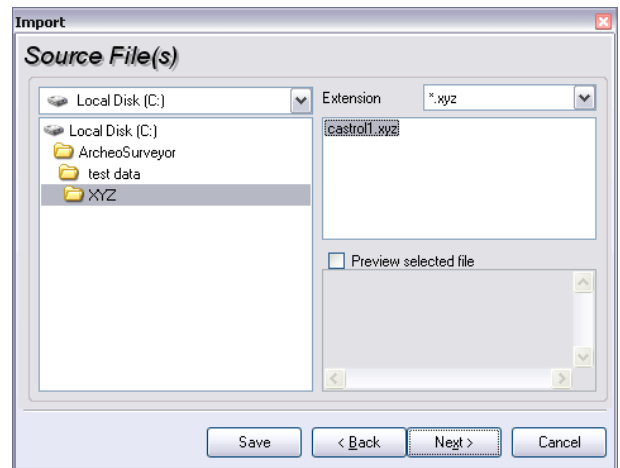 Import
Source File(s)
Local Disk (C:)
Extension
*.xyz
Local Disk (C:)
ArcheoSurveyor
test data
XYZ
castrol1.xyz
Preview selected file
Save
< Back
Next >
Cancel